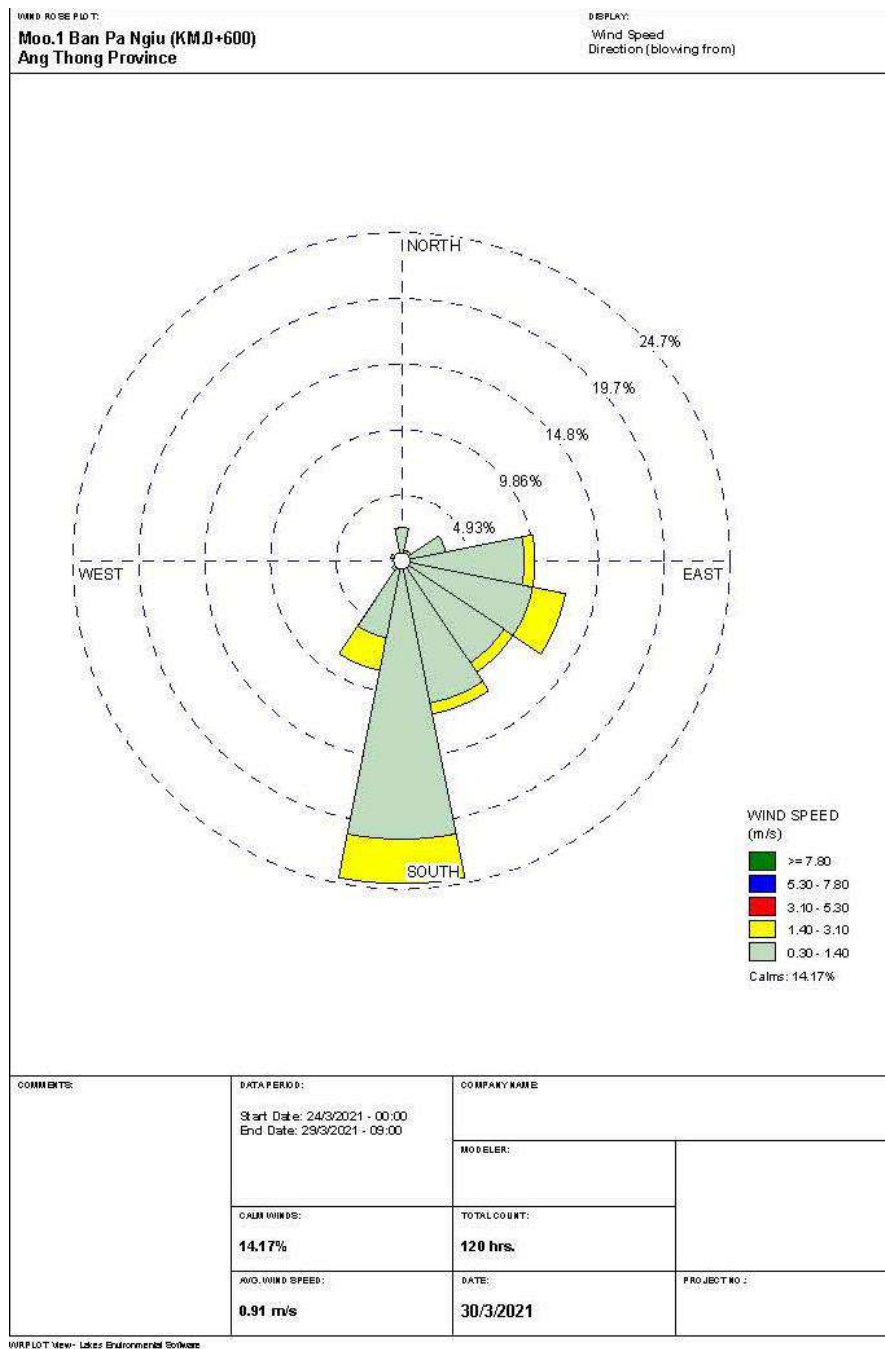 WIND ROSE PLOT:
Moo.1 Ban Pa Ngiu (KM.0+600)
Ang Thong Province
DISPLAY:
Wind Speed
Direction (blowing from)
NORTH
24.7%
19.7%
14.8%
9.86%
4.93%
WEST
EAST
SOUTH
WIND SPEED
(m/s)
>= 7.80
5.30 - 7.80
3.10 - 5.30
1.40 - 3.10
0.30 - 1.40
Calms: 14.17%
COMMENTS:
DATA PERIOD:
Start Date: 24/3/2021 - 00:00
End Date: 29/3/2021 - 09:00
COMPANY NAME:
MODELER:
CALM WINDS:
14.17%
TOTAL COUNT:
120 hrs.
AVG. WIND SPEED:
0.91 m/s
DATE:
30/3/2021
PROJECT NO.:
WRPLOT View - Lakes Environmental Software